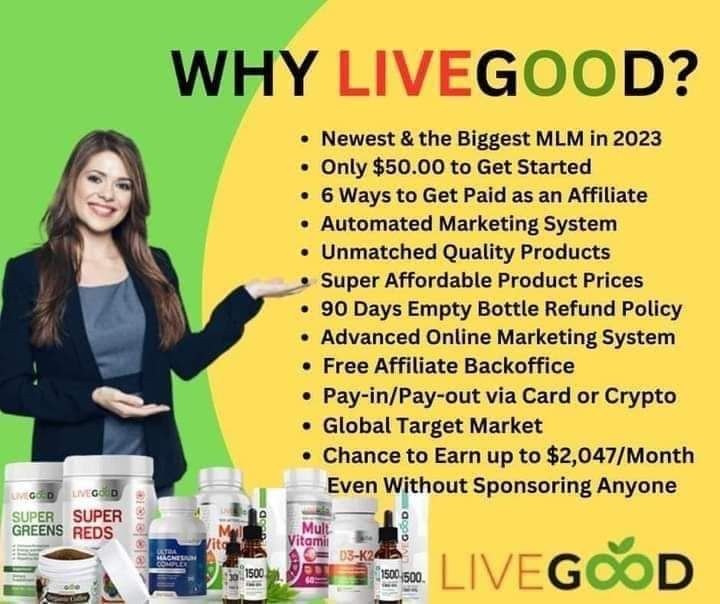 WHY LIVEGOOD?
• Newest & the Biggest MLM in 2023
• Only $50.00 to Get Started
• 6 Ways to Get Paid as an Affiliate
• Automated Marketing System
• Unmatched Quality Products
• Super Affordable Product Prices
• 90 Days Empty Bottle Refund Policy
• Advanced Online Marketing System
• Free Affiliate Backoffice
• Pay-in/Pay-out via Card or Crypto
• Global Target Market
• Chance to Earn up to $2,047/Month
Even Without Sponsoring Anyone
LIVEGOOD
SUPER
GREENS
LIVEGOOD
SUPER
REDS
Organic Coffee
ULTRA
MAGNESIUM
COMPLEX
1500
Multi
Vitamin
60
D3-K2
1500
1500
LIVEGOOD
LIVEGOOD